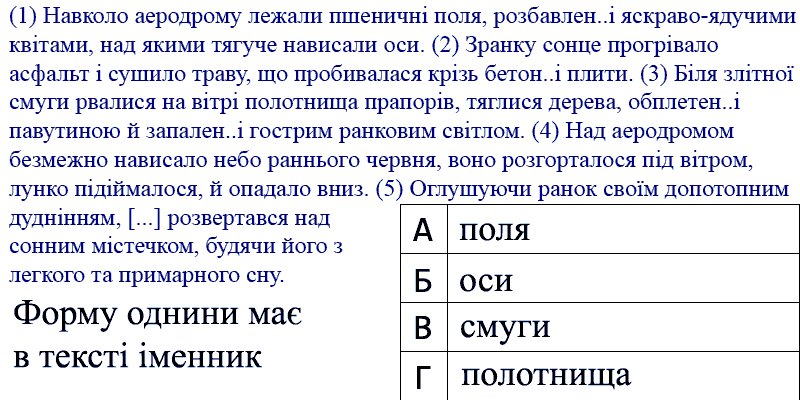 (1) Навколо аеродрому лежали пшеничні поля, розбавлен..і яскраво-ядучими
квітами, над якими тягуче нависали оси. (2) Зранку сонце прогрівало
асфальт і сушило траву, що пробивалася крізь бетон..і плити. (3) Біля злітної
смуги рвалися на вітрі полотнища прапорів, тяглися дерева, обплетен..і
павутиною й запален..і гострим ранковим світлом. (4) Над аеродромом
безмежно нависало небо раннього червня, воно розгорталося під вітром,
лунко підіймалося, й опадало вниз. (5) Оглушуючи ранок своїм допотопним
дуднінням, [...] розвертався над
сонним містечком, будячи його з
легкого та примарного сну.
Форму однини має
в тексті іменник
А поля
Б оси
В смуги
Г полотнища